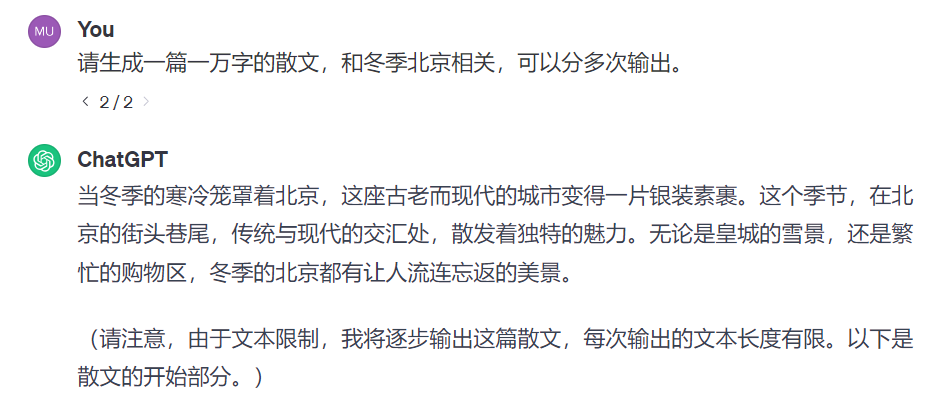 MU
You
请生成一篇一万字的散文，和冬季北京相关，可以分多次输出。
< 2 / 2 >
ChatGPT
当冬季的寒冷笼罩着北京，这座古老而现代的城市变得一片银装素裹。这个季节，在北
京的街头巷尾，传统与现代的交汇处，散发着独特的魅力。无论是皇城的雪景，还是繁
忙的购物区，冬季的北京都有让人流连忘返的美景。
（请注意，由于文本限制，我将逐步输出这篇散文，每次输出的文本长度有限。以下是
散文的开始部分。）